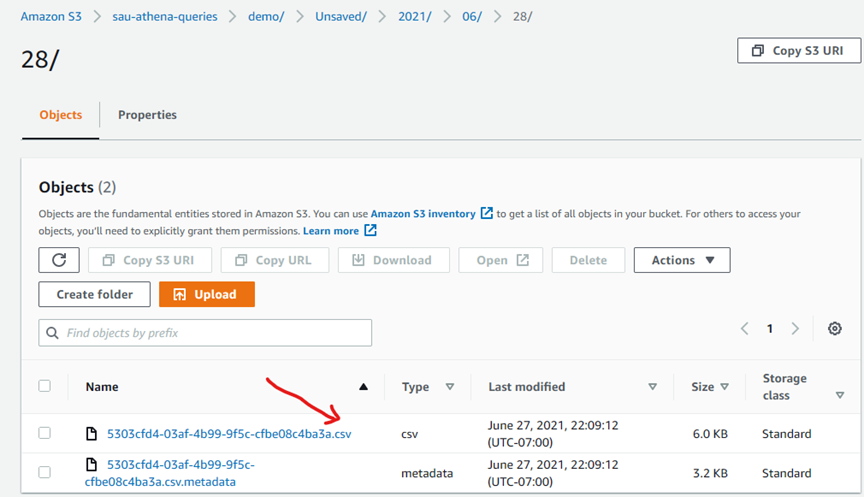 Amazon S3 > sau-athena-queries > demo/ > Unsaved/ > 2021/ > 06/ > 28/
28/
Copy S3 URI
Objects
Properties
Objects (2)
Objects are the fundamental entities stored in Amazon S3. You can use Amazon S3 inventory to get a list of all objects in your bucket. For others to access your
objects, you'll need to explicitly grant them permissions. Learn more
Copy S3 URI
Copy URL
Download
Open
Delete
Actions
Create folder
Upload
Find objects by prefix
1
Name
Type
Last modified
Size
Storage
class
5303cfd4-03af-4b99-9f5c-cfbe08c4ba3a.csv
csv
June 27, 2021, 22:09:12
(UTC-07:00)
6.0 KB
Standard
5303cfd4-03af-4b99-9f5c-
cfbe08c4ba3a.csv.metadata
metadata
June 27, 2021, 22:09:12
(UTC-07:00)
3.2 KB
Standard